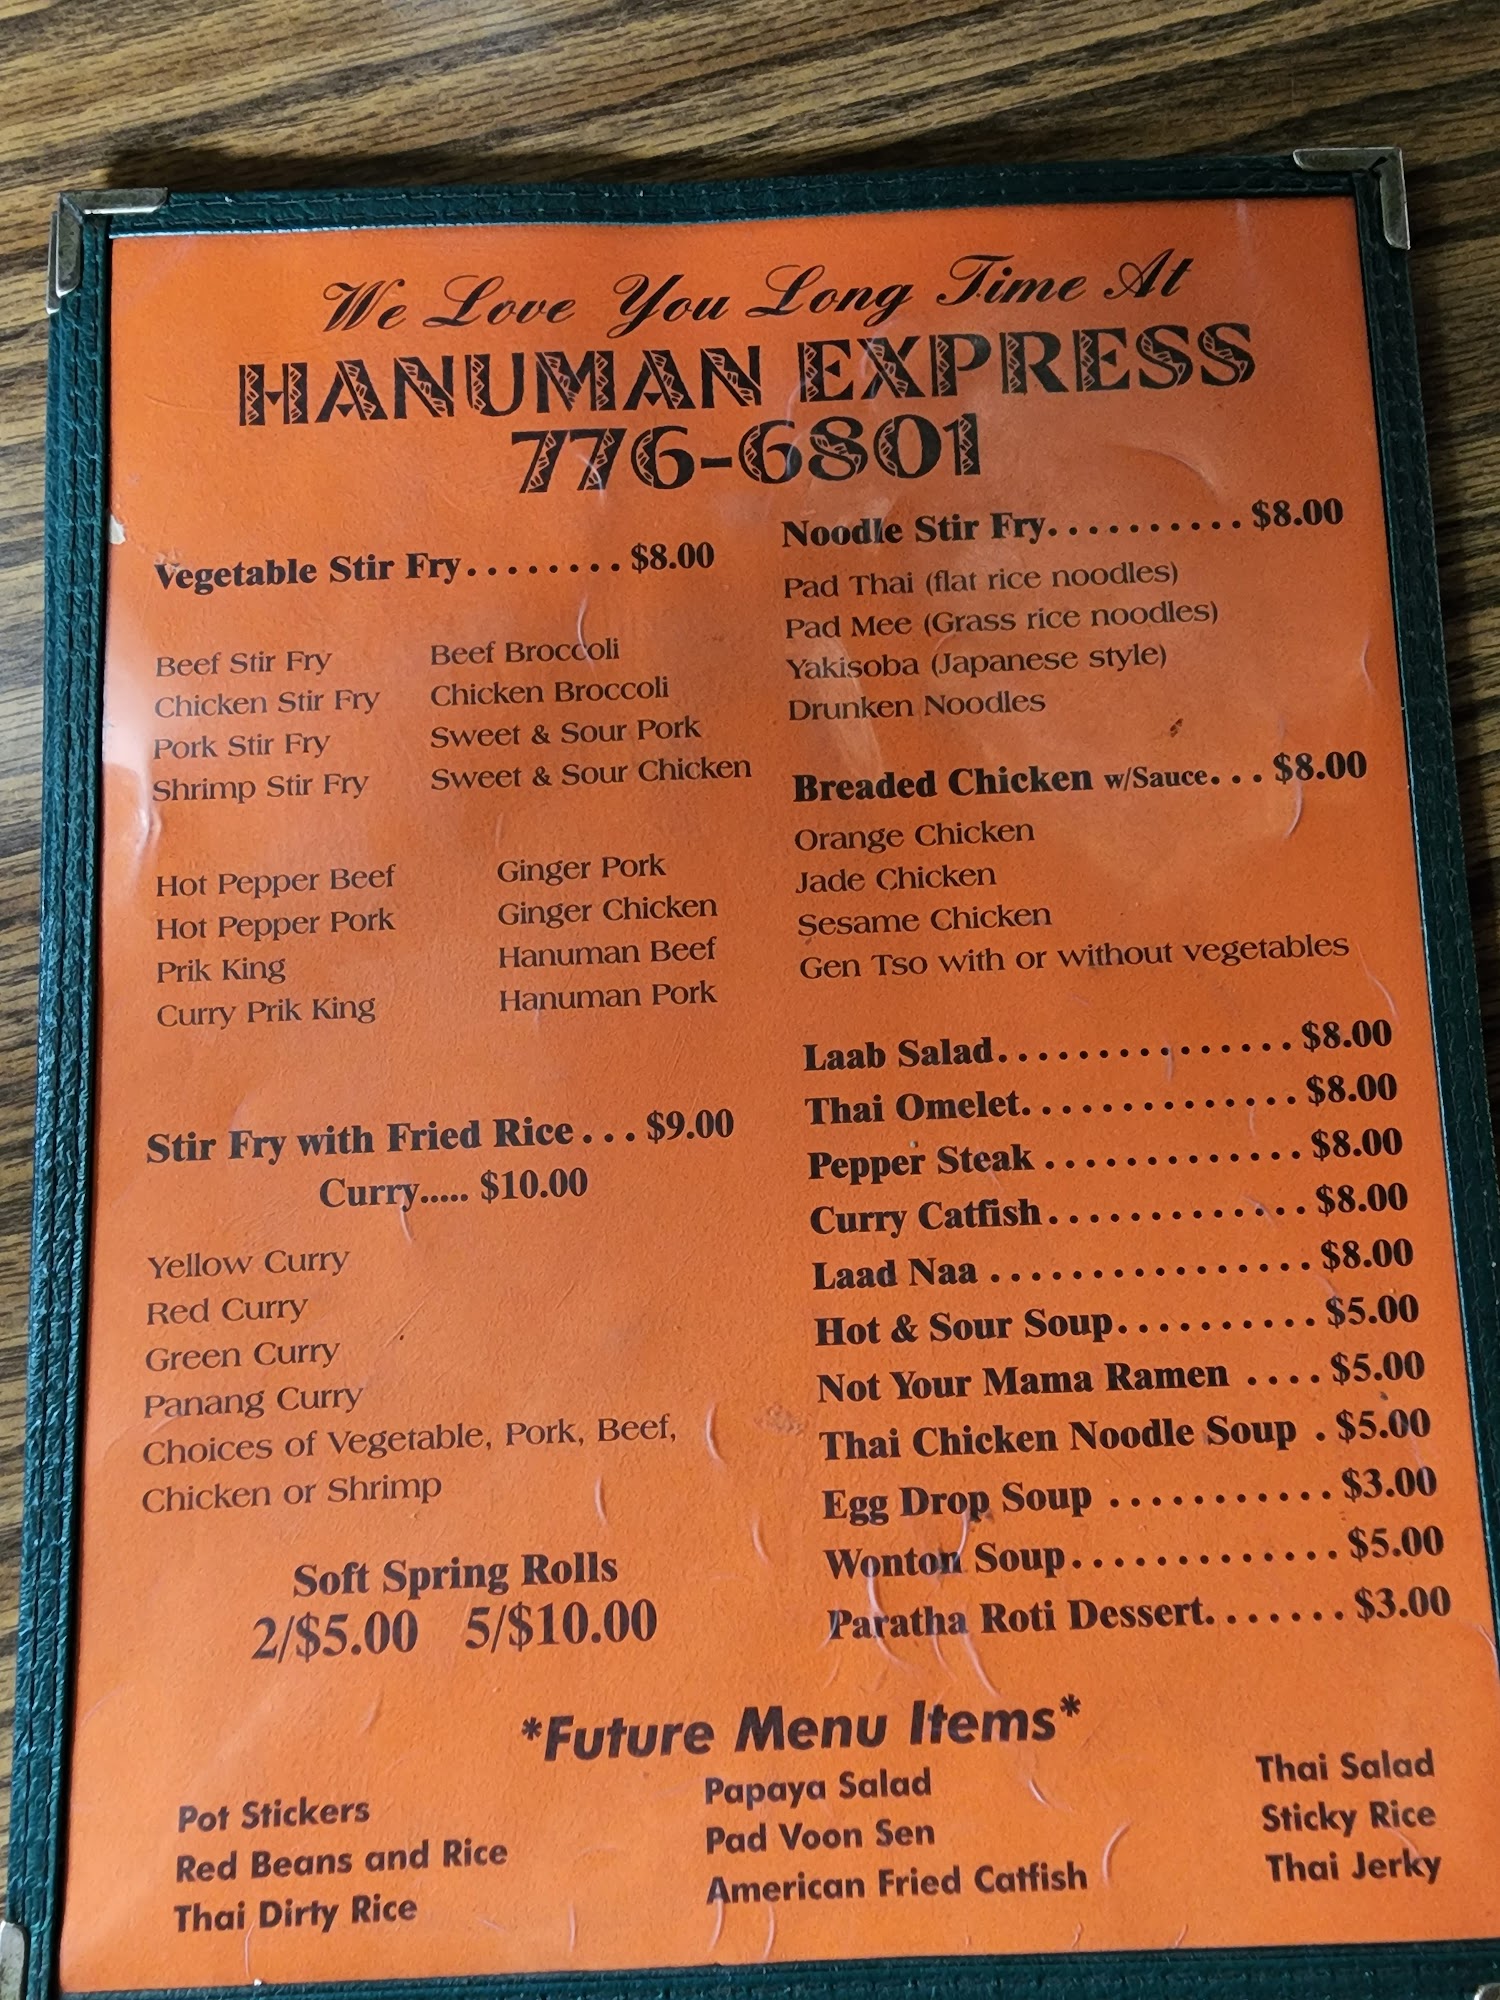 We Love You Long Time At
HANUMAN EXPRESS
776-6801
Vegetable Stir Fry........ $8.00
Beef Stir Fry
Chicken Stir Fry
Pork Stir Fry
Shrimp Stir Fry
Beef Broccoli
Chicken Broccoli
Sweet & Sour Pork
Sweet & Sour Chicken
Hot Pepper Beef
Hot Pepper Pork
Prik King
Curry Prik King
Ginger Pork
Ginger Chicken
Hanuman Beef
Hanuman Pork
Stir Fry with Fried Rice... $9.00
Curry..... $10.00
Yellow Curry
Red Curry
Green Curry
Panang Curry
Choices of Vegetable, Pork, Beef,
Chicken or Shrimp
Soft Spring Rolls
2/$5.00 5/$10.00
Noodle Stir Fry.......... $8.00
Pad Thai (flat rice noodles)
Pad Mee (Grass rice noodles)
Yakisoba (Japanese style)
Drunken Noodles
Breaded Chicken w/Sauce... $8.00
Orange Chicken
Jade Chicken
Sesame Chicken
Gen Tso with or without vegetables
Laab Salad............... $8.00
Thai Omelet.............. $8.00
Pepper Steak ............. $8.00
Curry Catfish............. $8.00
Laad Naa ................ $8.00
Hot & Sour Soup.......... $5.00
Not Your Mama Ramen .... $5.00
Thai Chicken Noodle Soup . $5.00
Egg Drop Soup ........... $3.00
Wonton Soup............. $5.00
Paratha Roti Dessert....... $3.00
*Future Menu Items*
Pot Stickers
Red Beans and Rice
Thai Dirty Rice
Papaya Salad
Pad Voon Sen
American Fried Catfish
Thai Salad
Sticky Rice
Thai Jerky